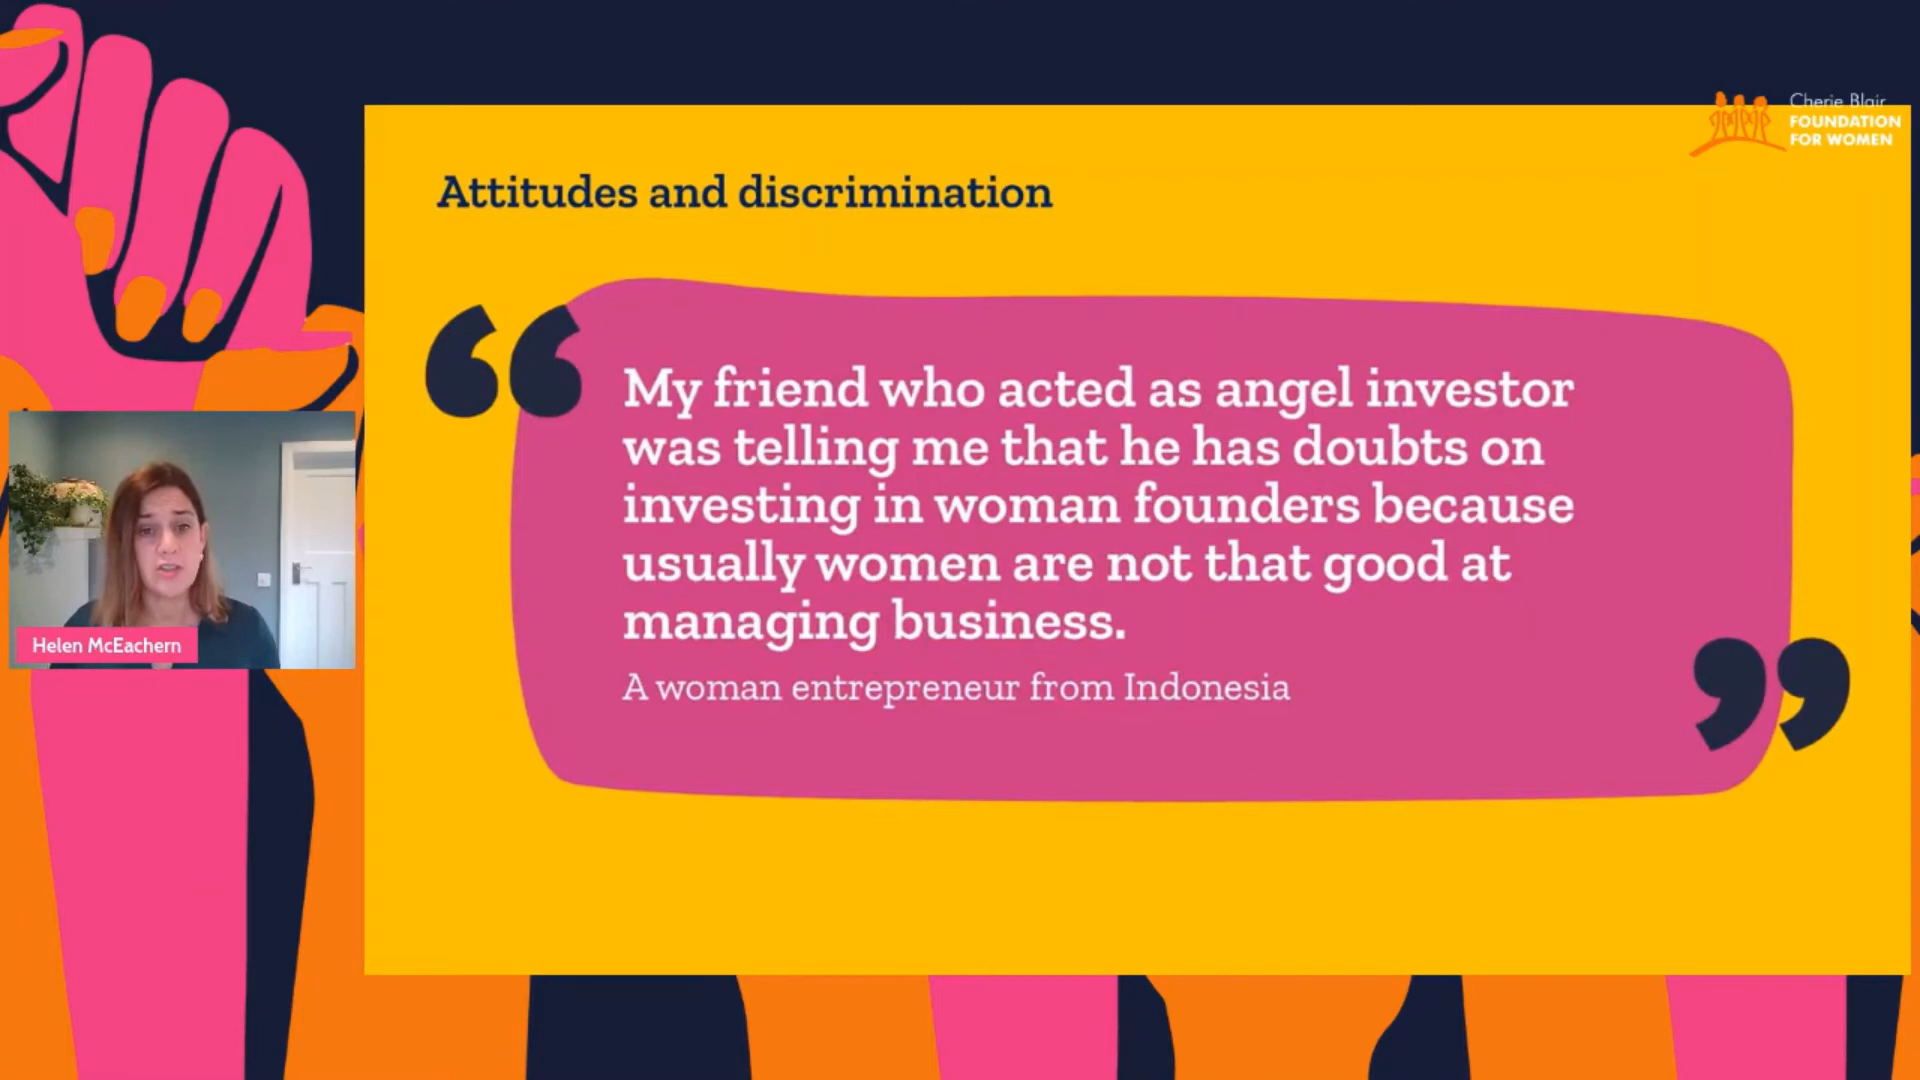 Cherie Blair
FOUNDATION
FOR WOMEN
Attitudes and discrimination
“
My friend who acted as angel investor
was telling me that he has doubts on
investing in woman founders because
usually women are not that good at
managing business.
A woman entrepreneur from Indonesia
”
Helen McEachern